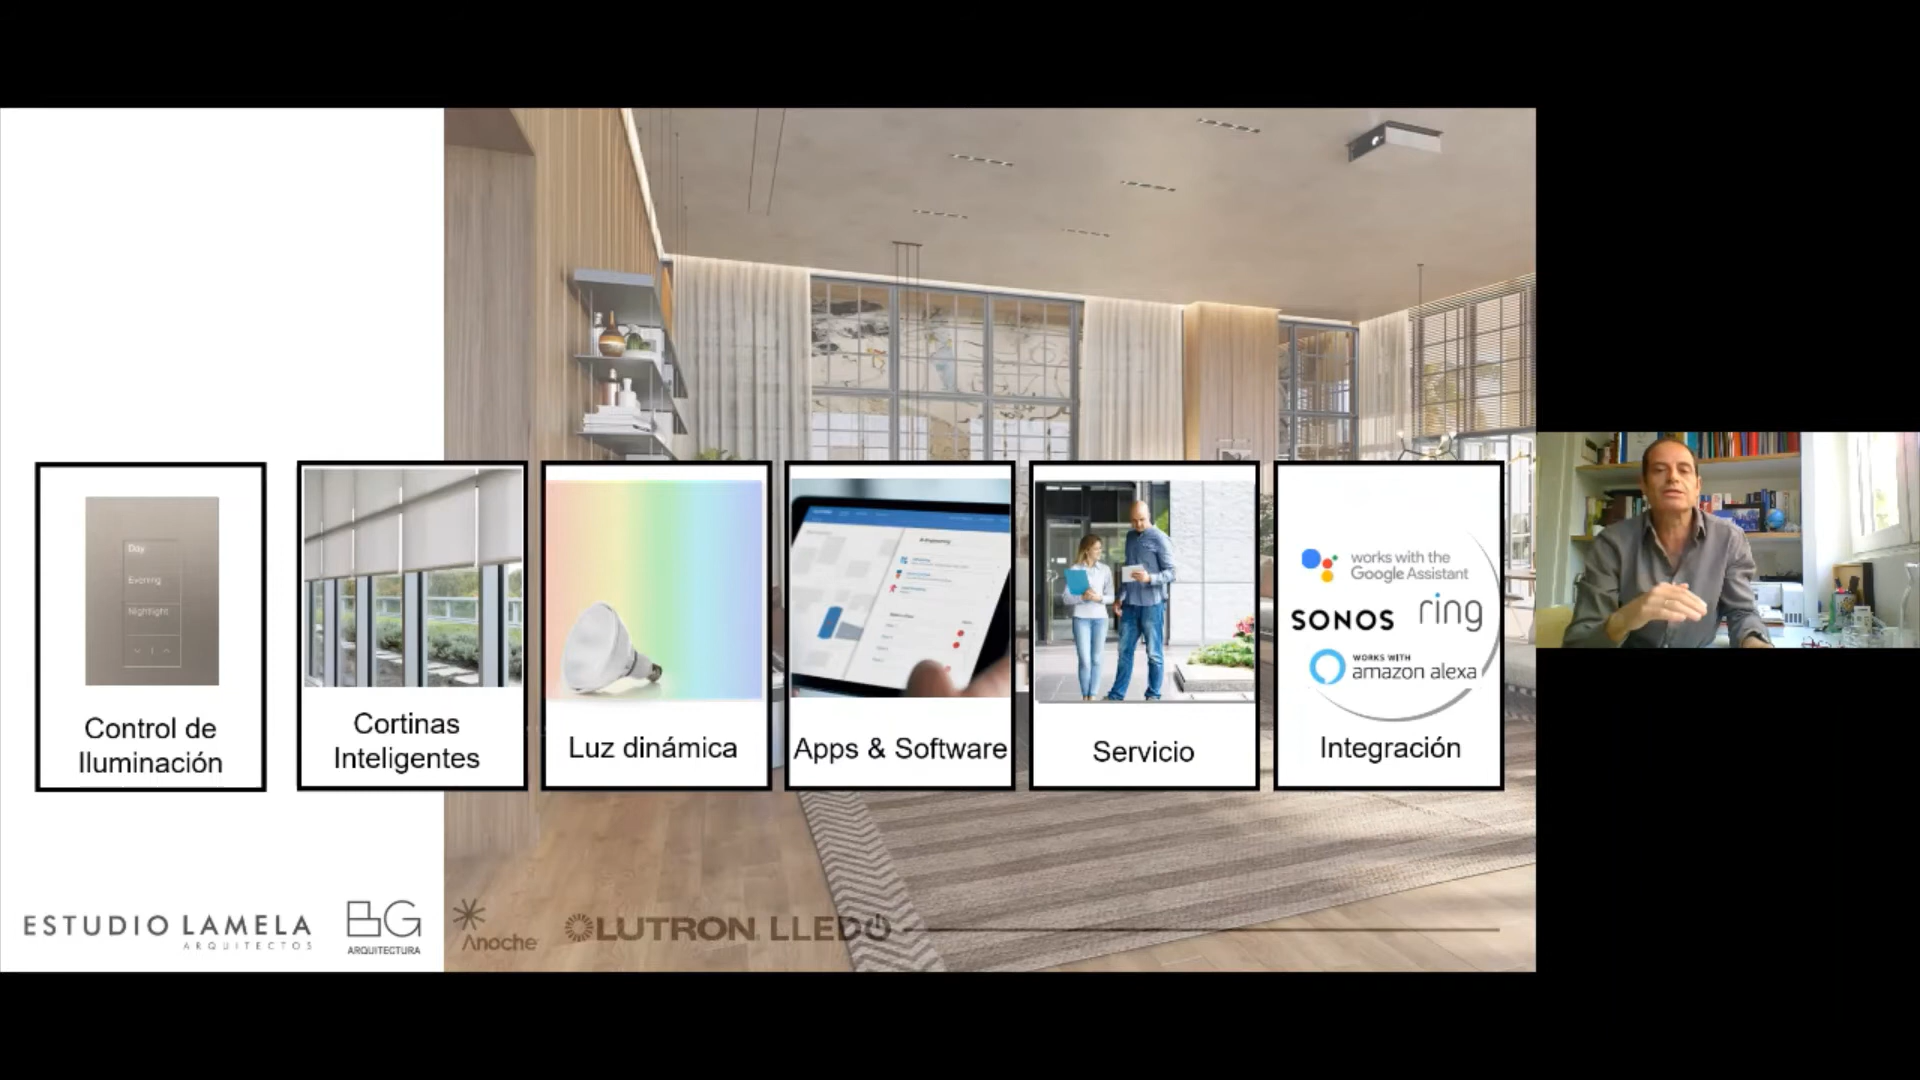 Day
Evening
Nightlight
Control de
Iluminación
Cortinas
Inteligentes
Luz dinámica
Apps & Software
Servicio
works with the
Google Assistant
SONOS
ring
WORKS WITH
amazon alexa
Integración
ESTUDIO LAMELA
ARQUITECTOS
BG
ARQUITECTURA
Anoche
LUTRON
LLEDÓ